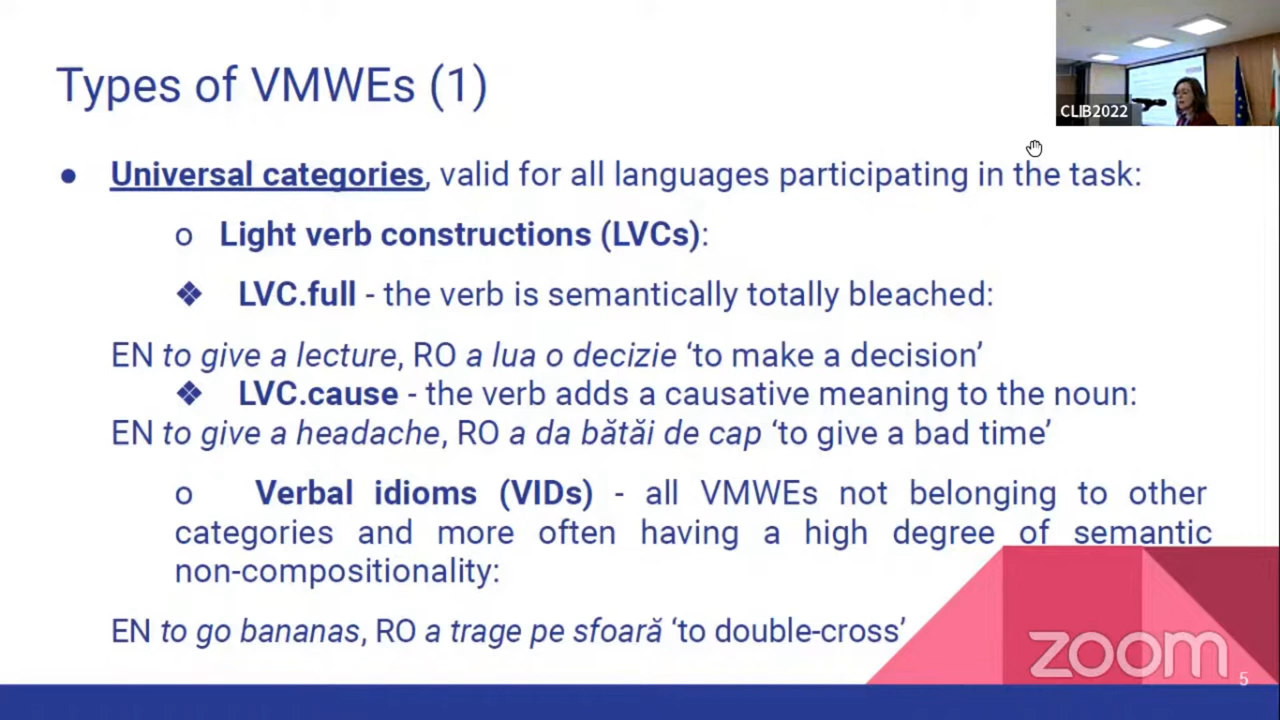 Types of VMWEs (1)
CLIB2022
● Universal categories, valid for all languages participating in the task:
o Light verb constructions (LVCs):
❖ LVC.full - the verb is semantically totally bleached:
EN to give a lecture, RO a lua o decizie ‘to make a decision’
❖ LVC.cause - the verb adds a causative meaning to the noun:
EN to give a headache, RO a da bătăi de cap ‘to give a bad time’
o Verbal idioms (VIDs) - all VMWEs not belonging to other
categories and more often having a high degree of semantic
non-compositionality:
EN to go bananas, RO a trage pe sfoară ‘to double-cross’
zoom
5